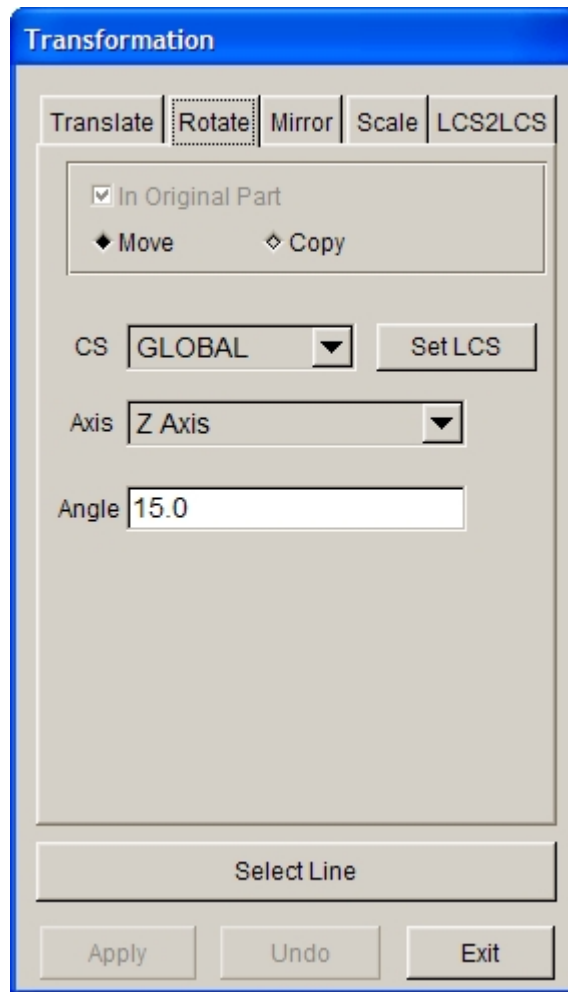 Transformation
Translate Rotate Mirror Scale LCS2LCS
In Original Part
Move Copy
CS GLOBAL Set LCS
Axis Z Axis
Angle 15.0
Select Line
Apply Undo Exit